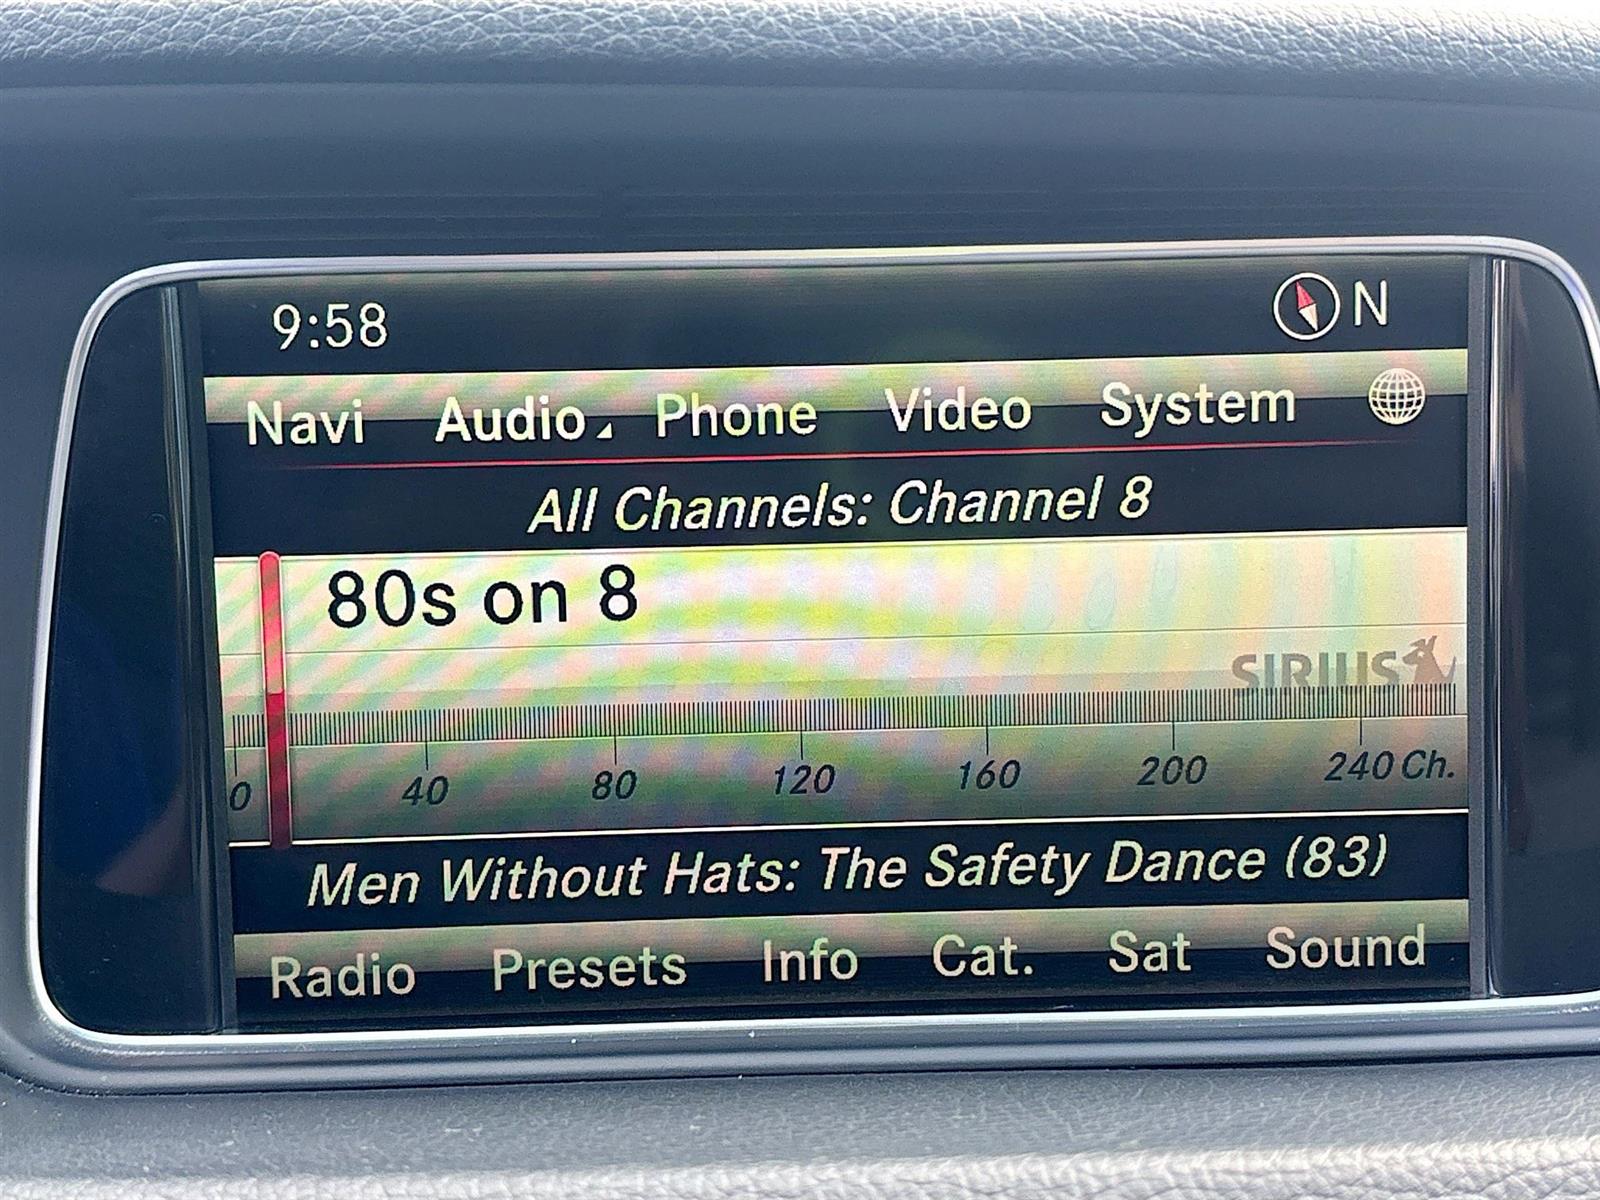 9:58 N
Navi Audio Phone Video System
All Channels: Channel 8
80s on 8
SIRIUS
0 40 80 120 160 200 240 Ch.
Men Without Hats: The Safety Dance (83)
Radio Presets Info Cat. Sat Sound